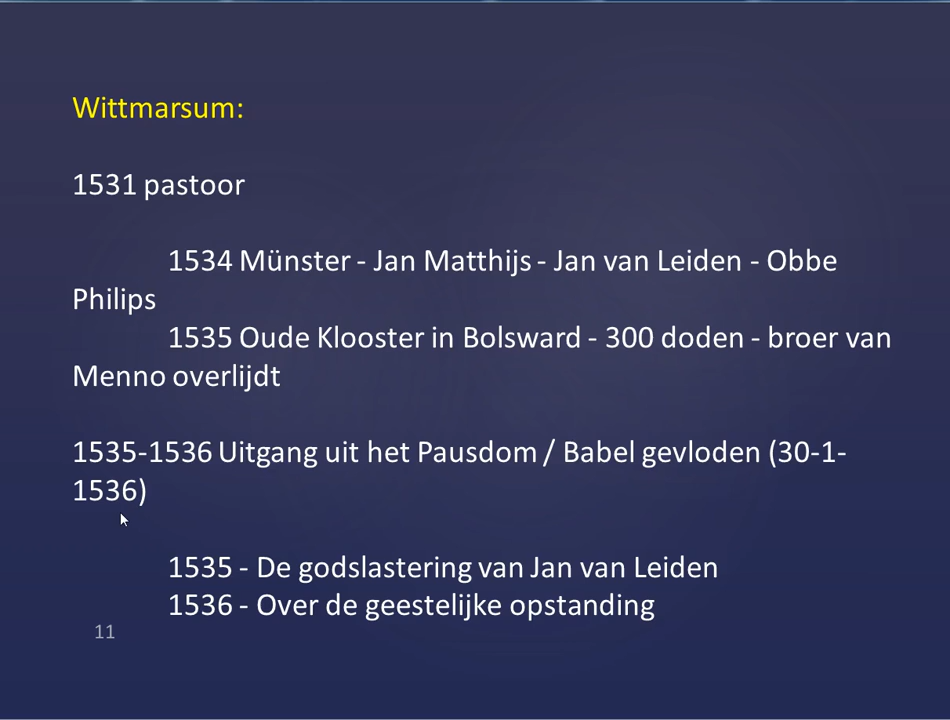 Wittmarsum:
1531 pastoor
1534 Münster - Jan Matthijs - Jan van Leiden - Obbe
Philips
1535 Oude Klooster in Bolsward - 300 doden - broer van
Menno overlijdt
1535-1536 Uitgang uit het Pausdom / Babel gevloden (30-1-
1536)
1535 - De godslastering van Jan van Leiden
1536 - Over de geestelijke opstanding
11